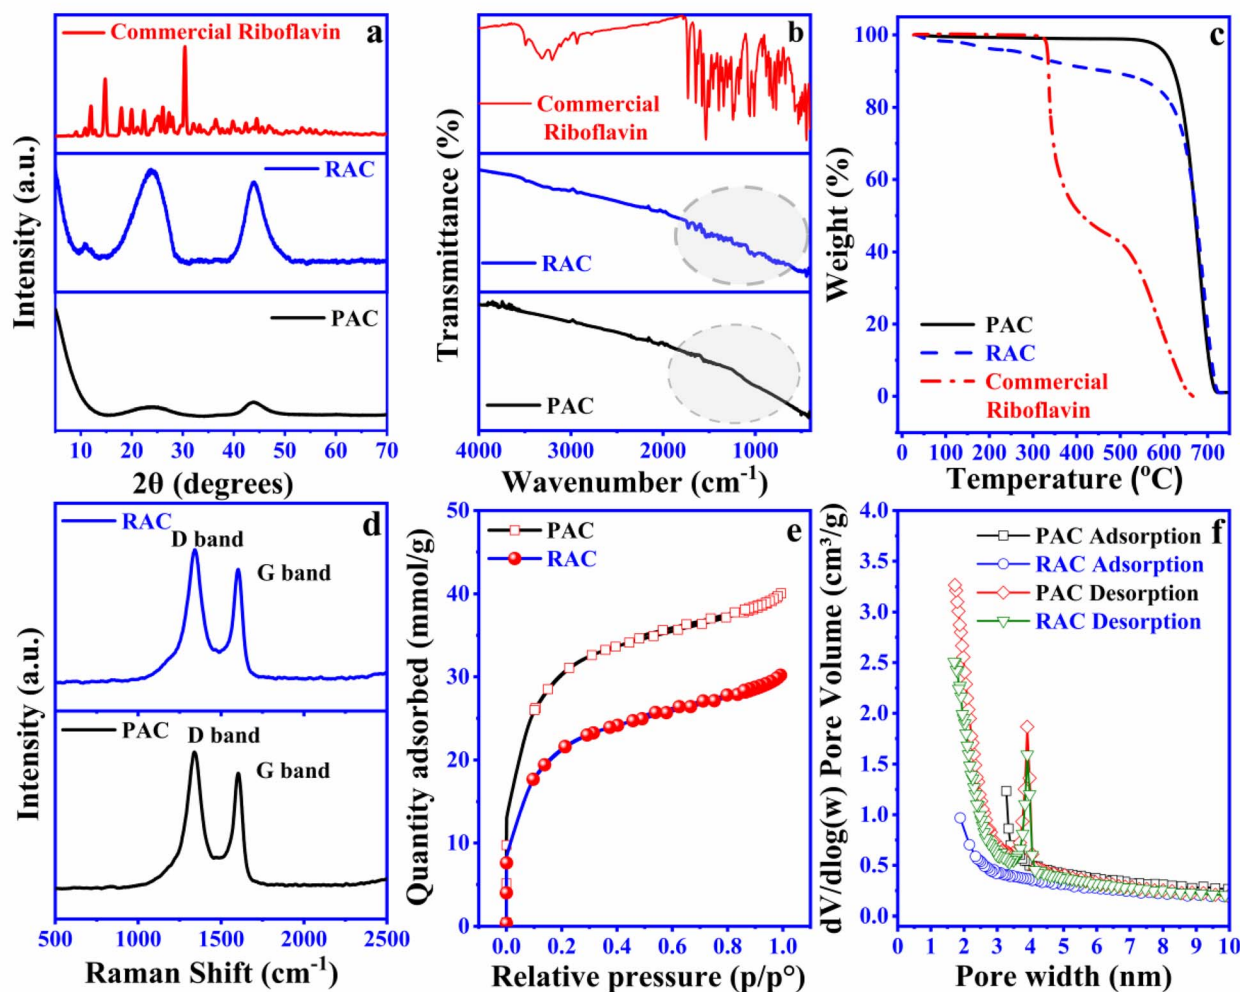 a
Commercial Riboflavin
RAC
PAC
Intensity (a.u.)
10 20 30 40 50 60 70
2θ (degrees)
b
Commercial
Riboflavin
RAC
PAC
Transmittance (%)
4000 3000 2000 1000
Wavenumber (cm⁻¹)
c
100
80
60
40
20
0
Weight (%)
PAC
RAC
Commercial
Riboflavin
0 100 200 300 400 500 600 700
Temperature (ºC)
d
RAC
D band
G band
PAC
D band
G band
Intensity (a.u.)
500 1000 1500 2000 2500
Raman Shift (cm⁻¹)
e
PAC
RAC
50
40
30
20
10
0
Quantity adsorbed (mmol/g)
0.0 0.2 0.4 0.6 0.8 1.0
Relative pressure (p/p°)
f
PAC Adsorption
RAC Adsorption
PAC Desorption
RAC Desorption
4.0
3.5
3.0
2.5
2.0
1.5
1.0
0.5
0.0
dV/dlog(w) Pore Volume (cm³/g)
0 1 2 3 4 5 6 7 8 9 10
Pore width (nm)